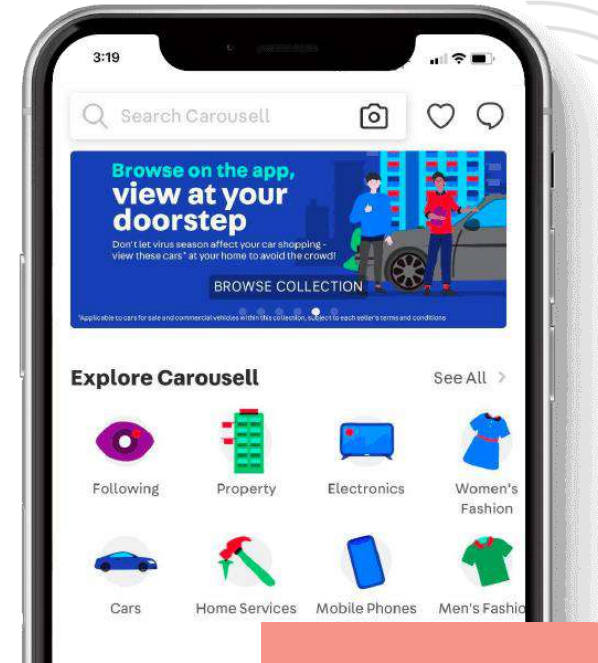 3:19
Search Carousell
Browse on the app,
view at your
doorstep
Don't let virus season affect your car shopping -
view these cars* at your home to avoid the crowd!
BROWSE COLLECTION
*Applicable to cars for sale and commercial vehicles within this collection, subject to each seller's terms and conditions
Explore Carousell
See All >
Following
Property
Electronics
Women's
Fashion
Cars
Home Services
Mobile Phones
Men's Fashio